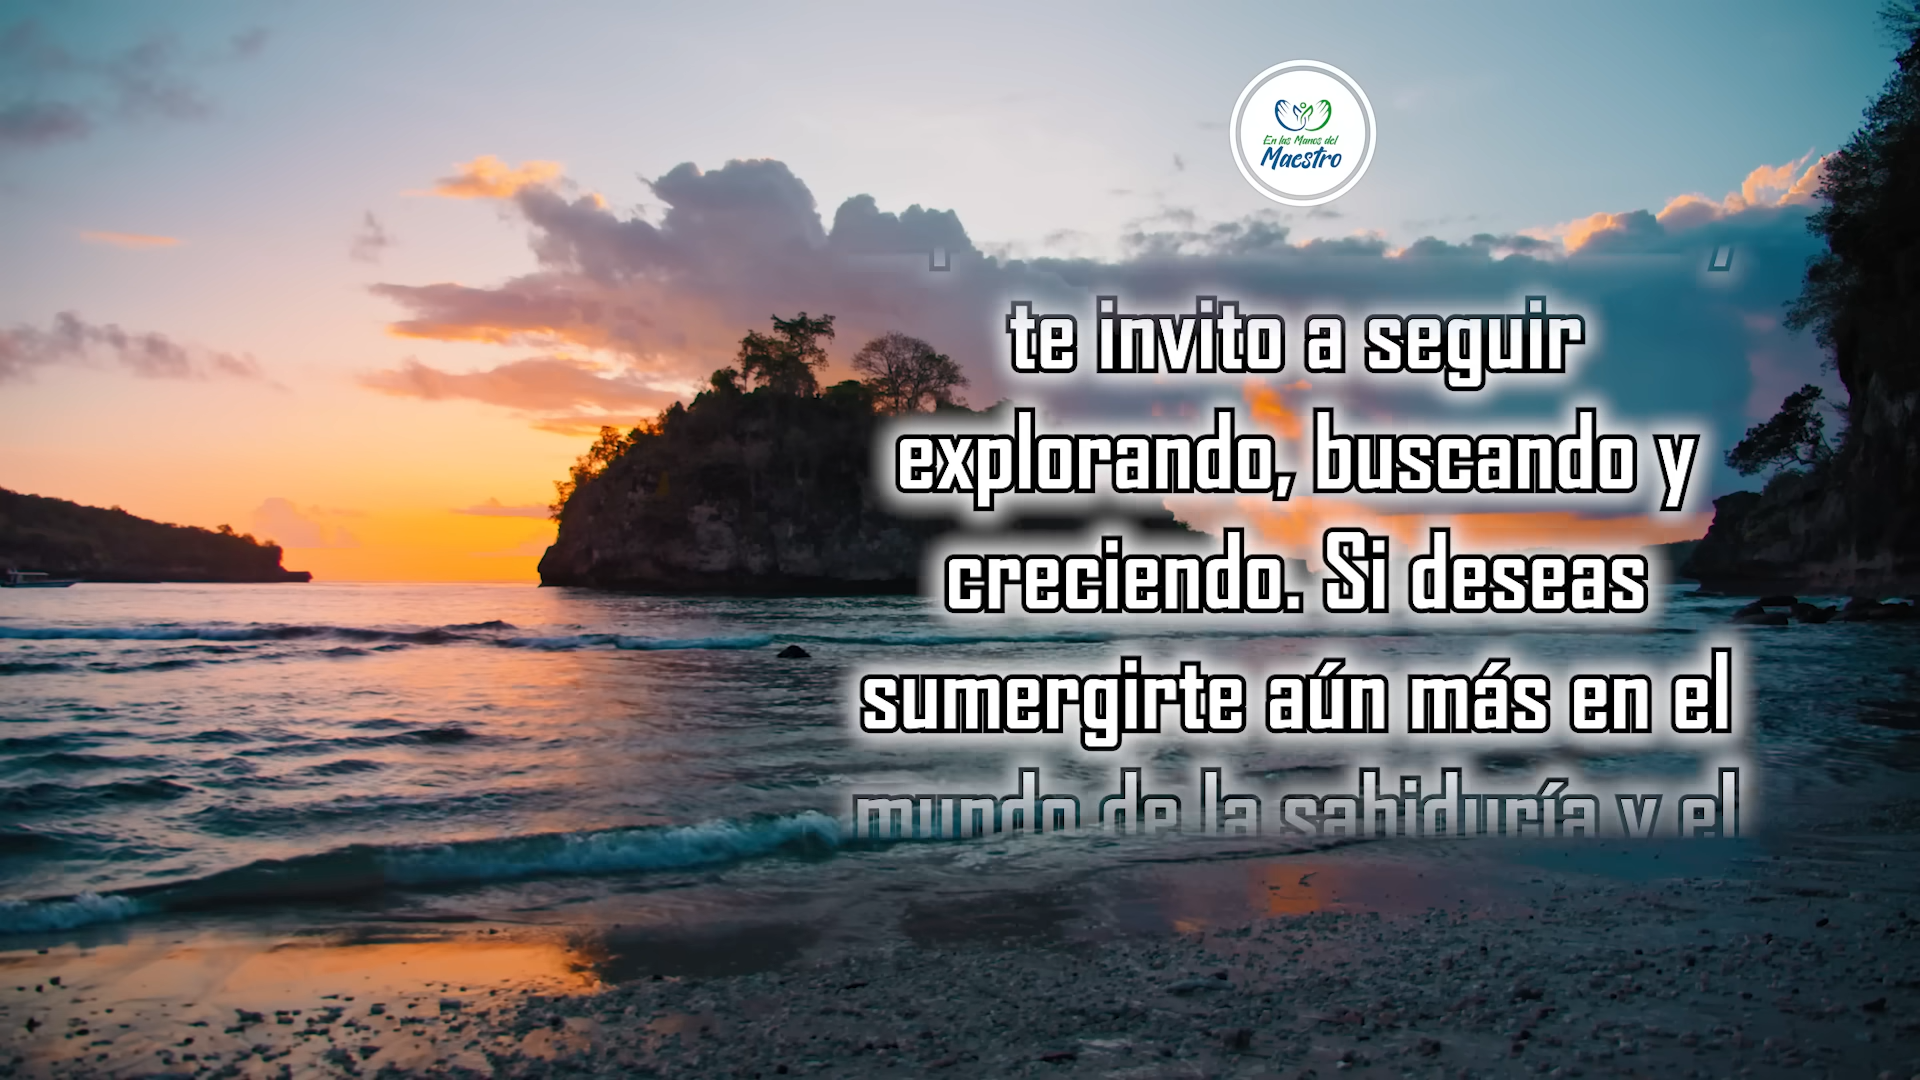 En las Manos del
Maestro
te invito a seguir
explorando, buscando y
creciendo. Si deseas
sumergirte aún más en el
mundo de la sabiduría y el